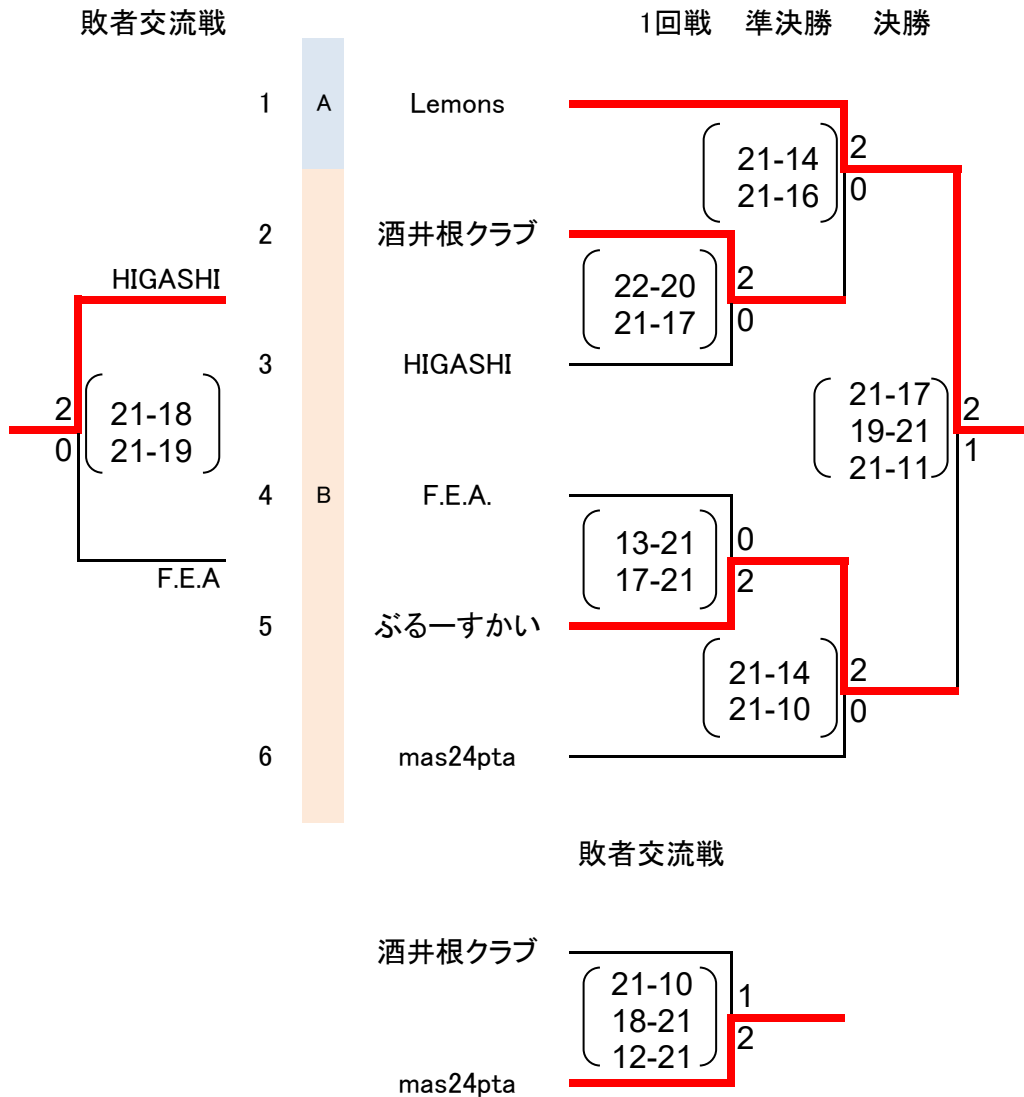 敗者交流戦
1回戦 準決勝 決勝
1 A Lemons
21-14
21-16
2
0
2 酒井根クラブ
22-20
21-17
2
0
3 HIGASHI
HIGASHI
21-18
21-19
2
0
F.E.A
21-17
19-21
21-11
2
1
4 B F.E.A.
13-21
17-21
0
2
5 ぶるーすかい
21-14
21-10
2
0
6 mas24pta
敗者交流戦
酒井根クラブ
21-10
18-21
12-21
1
2
mas24pta